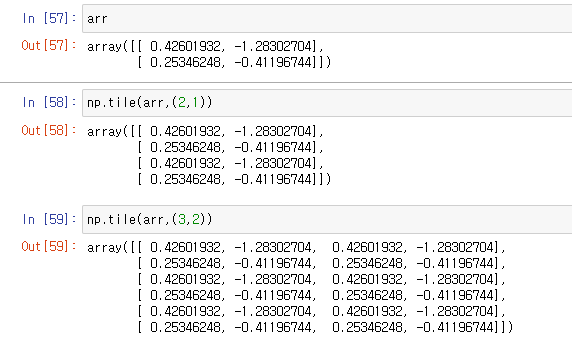 In [57]: arr
Out[57]: array([[ 0.42601932, -1.28302704],
[ 0.25346248, -0.41196744]])
In [58]: np.tile(arr,(2,1))
Out[58]: array([[ 0.42601932, -1.28302704],
[ 0.25346248, -0.41196744],
[ 0.42601932, -1.28302704],
[ 0.25346248, -0.41196744]])
In [59]: np.tile(arr,(3,2))
Out[59]: array([[ 0.42601932, -1.28302704,  0.42601932, -1.28302704],
[ 0.25346248, -0.41196744,  0.25346248, -0.41196744],
[ 0.42601932, -1.28302704,  0.42601932, -1.28302704],
[ 0.25346248, -0.41196744,  0.25346248, -0.41196744],
[ 0.42601932, -1.28302704,  0.42601932, -1.28302704],
[ 0.25346248, -0.41196744,  0.25346248, -0.41196744]])